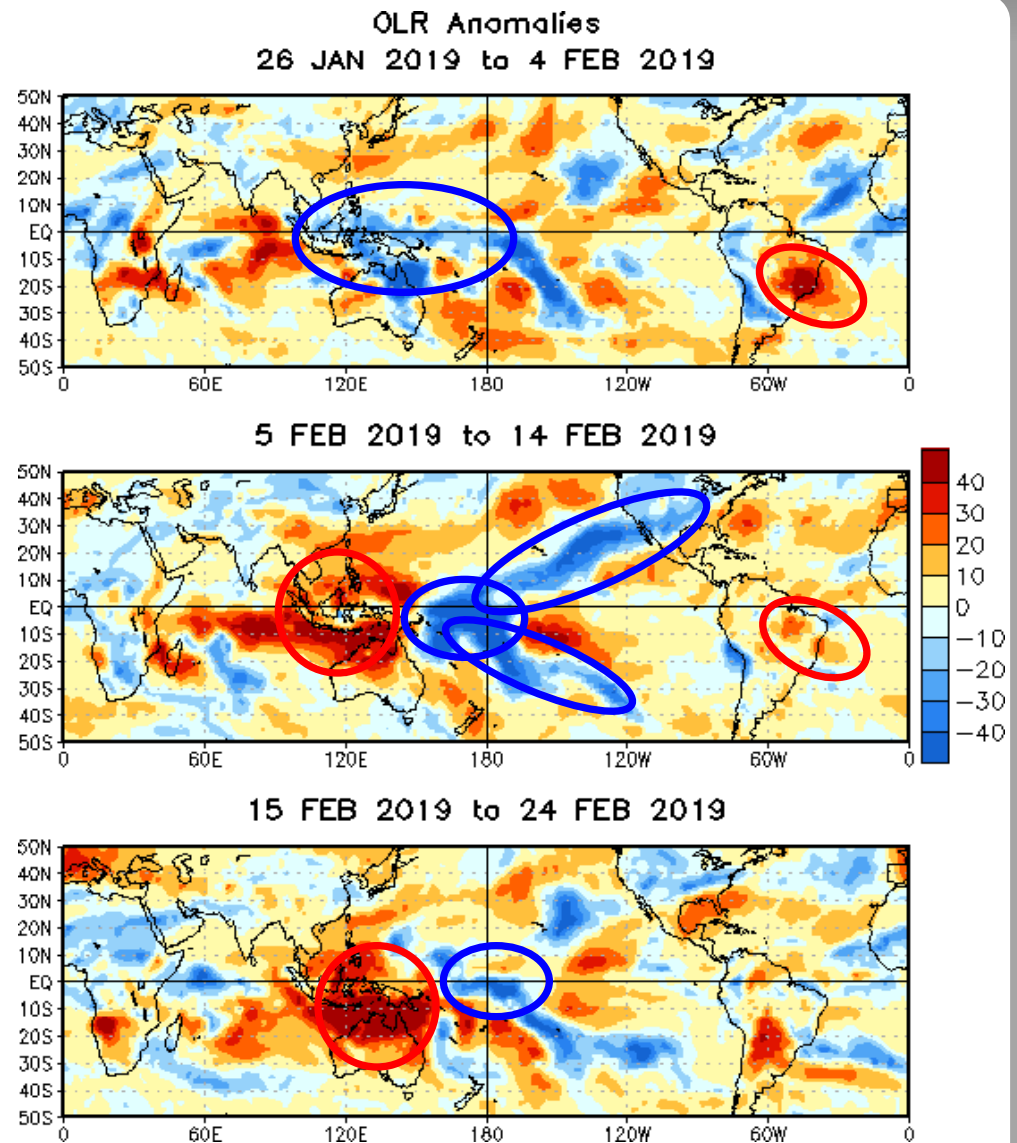 OLR Anomalies
26 JAN 2019 to 4 FEB 2019
50N
40N
30N
20N
10N
EQ
10S
20S
30S
40S
50S
0 60E 120E 180 120W 60W 0
5 FEB 2019 to 14 FEB 2019
50N
40N
30N
20N
10N
EQ
10S
20S
30S
40S
50S
0 60E 120E 180 120W 60W 0
40
30
20
10
0
−10
−20
−30
−40
15 FEB 2019 to 24 FEB 2019
50N
40N
30N
20N
10N
EQ
10S
20S
30S
40S
50S
0 60E 120E 180 120W 60W 0